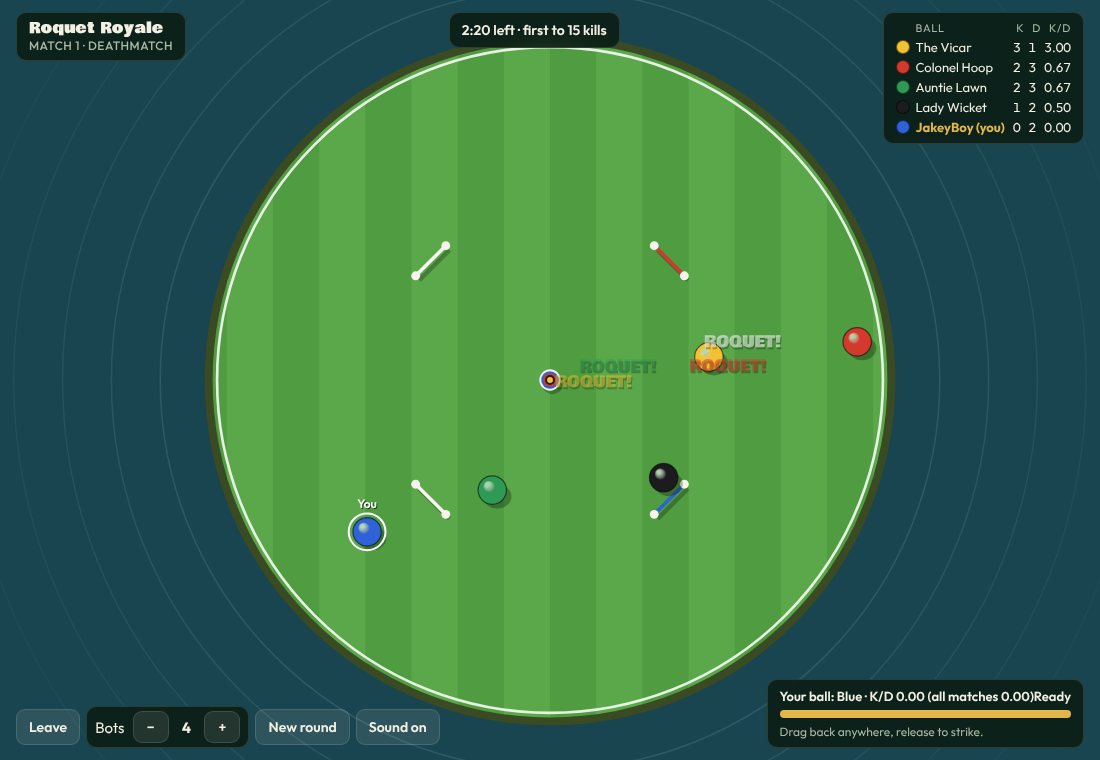 Roquet Royale
MATCH 1 · DEATHMATCH
2:20 left · first to 15 kills
BALL K D K/D
The Vicar 3 1 3.00
Colonel Hoop 2 3 0.67
Auntie Lawn 2 3 0.67
Lady Wicket 1 2 0.50
JakeyBoy (you) 0 2 0.00
ROQUET!
ROQUET!
ROQUET!
ROQUET!
You
Your ball: Blue · K/D 0.00 (all matches 0.00)Ready
Drag back anywhere, release to strike.
Leave
Bots − 4 +
New round
Sound on